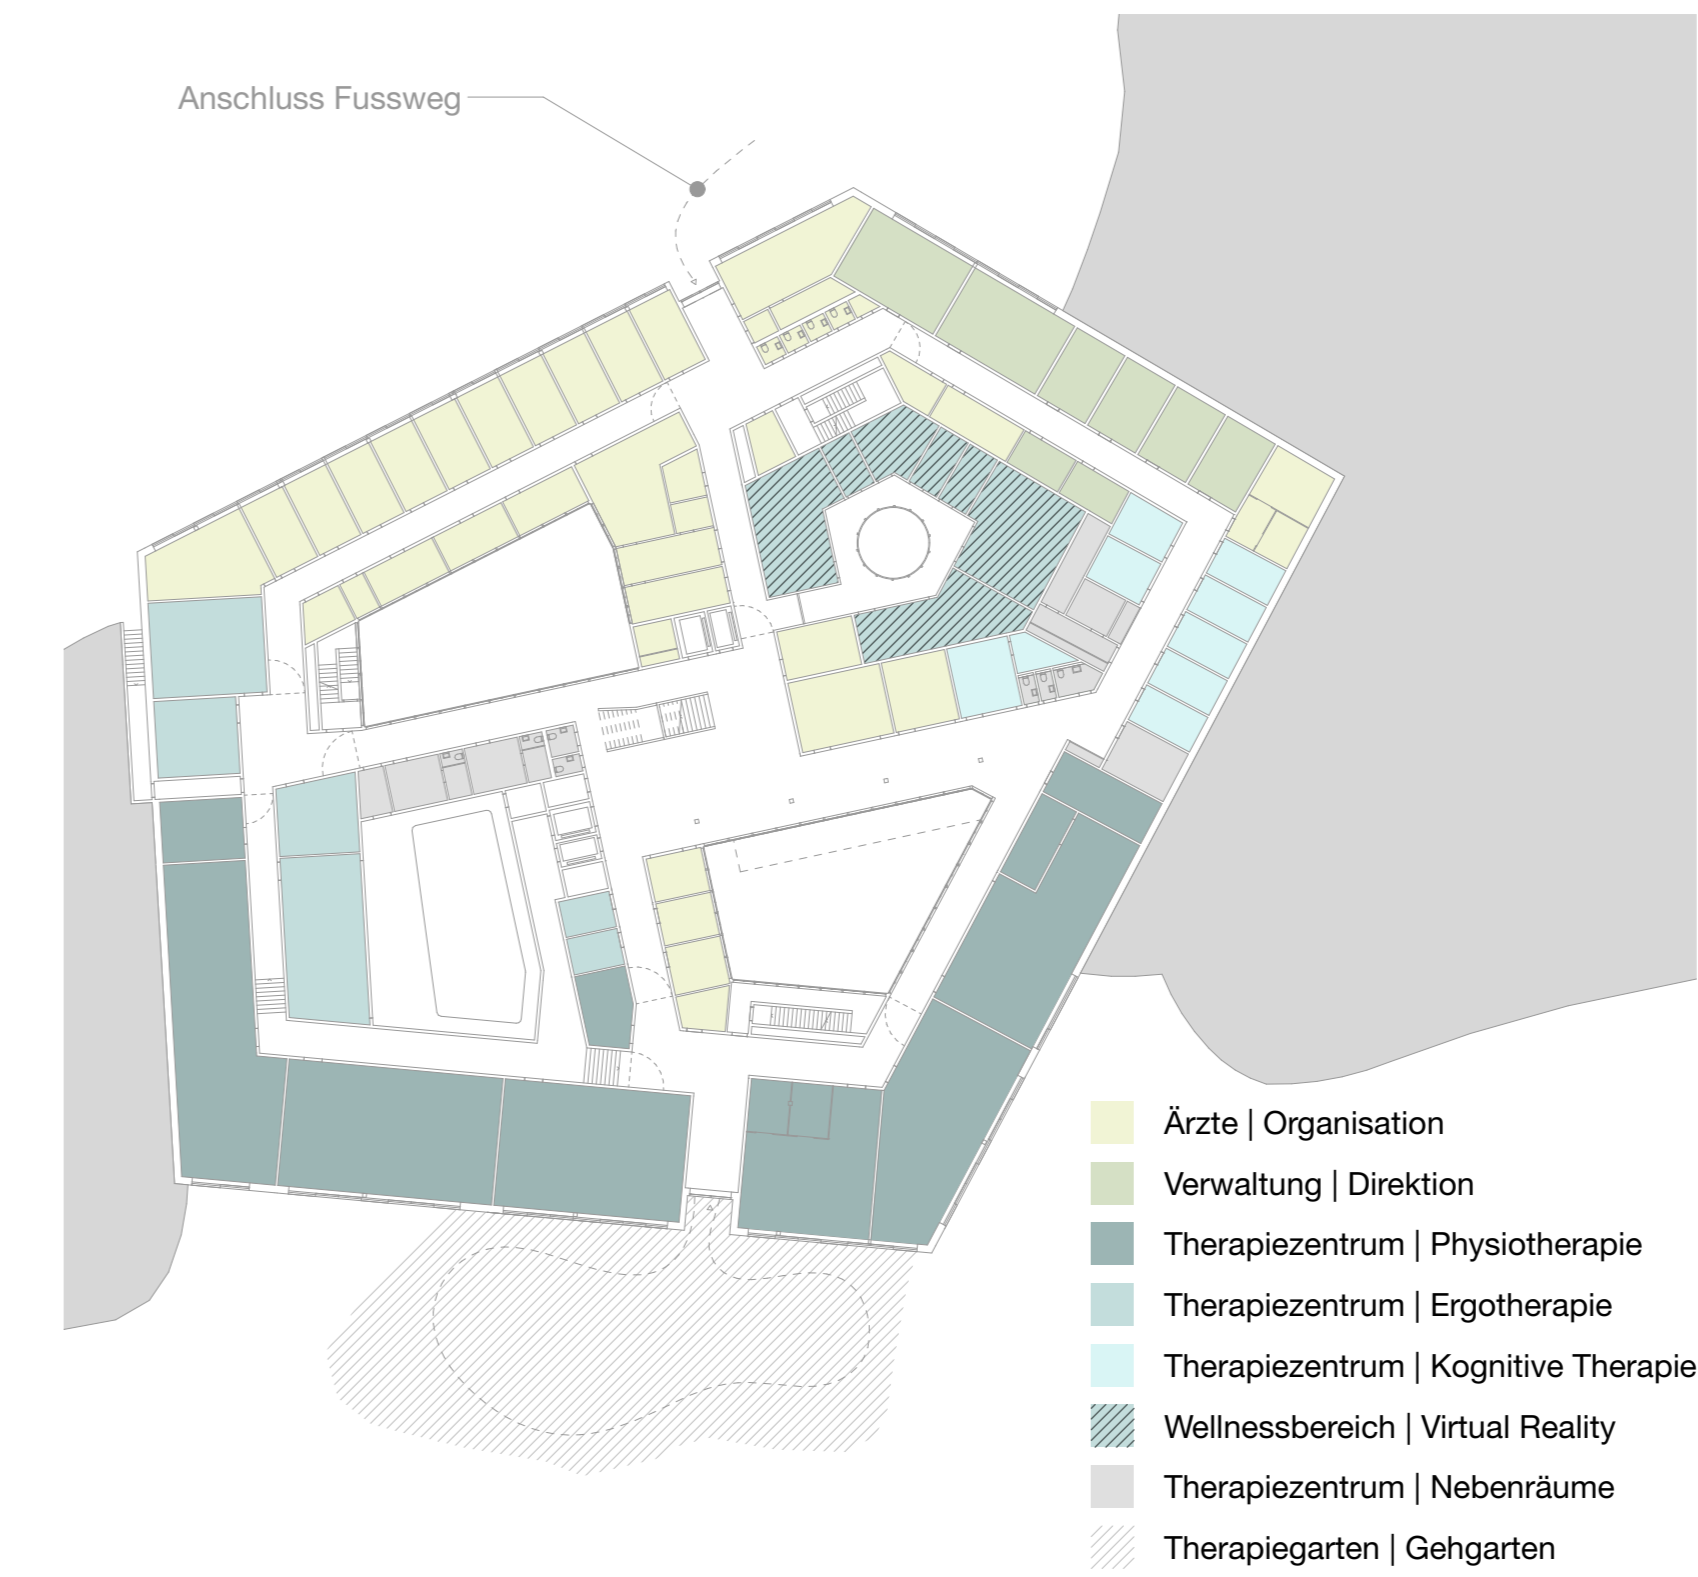 Anschluss Fussweg
Ärzte | Organisation
Verwaltung | Direktion
Therapiezentrum | Physiotherapie
Therapiezentrum | Ergotherapie
Therapiezentrum | Kognitive Therapie
Wellnessbereich | Virtual Reality
Therapiezentrum | Nebenräume
Therapiegarten | Gehgarten